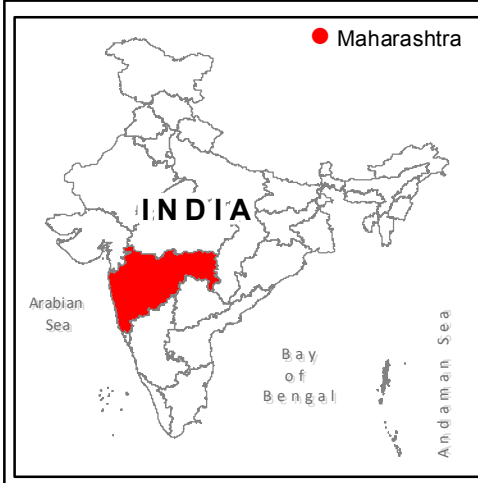 Maharashtra
INDIA
Arabian
Sea
Bay
of
Bengal
Andaman Sea